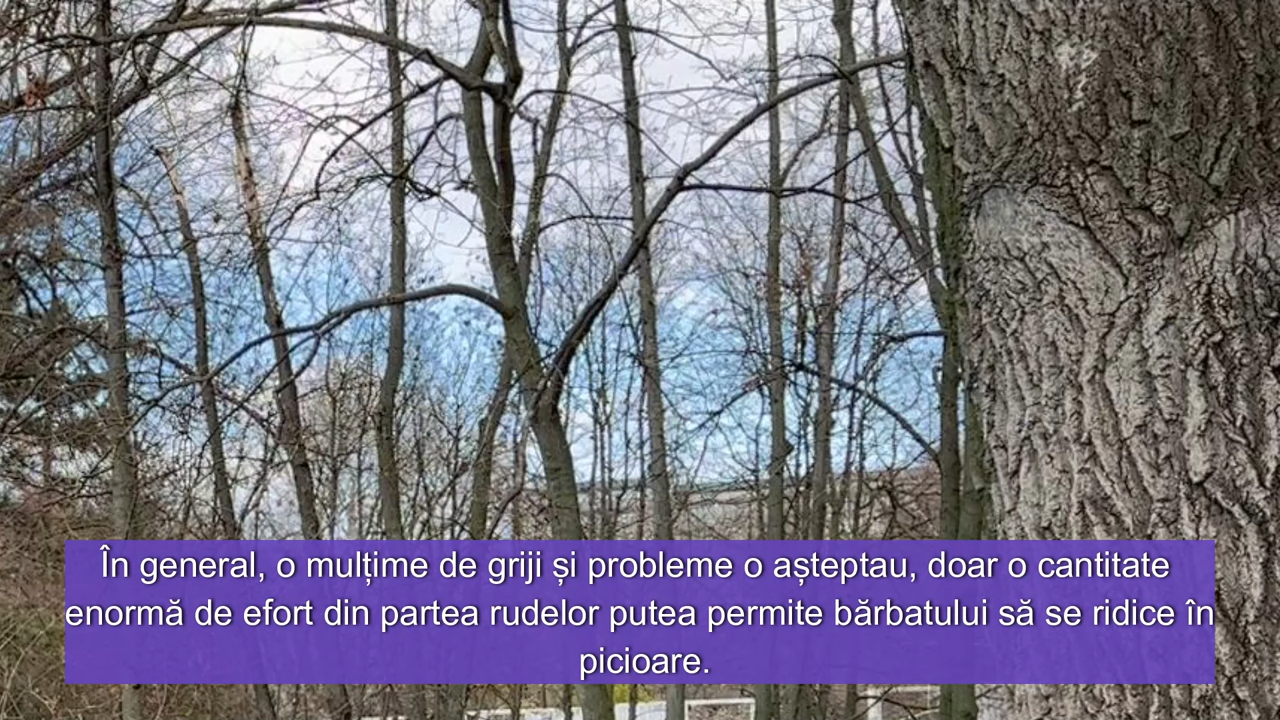 În general, o mulțime de griji și probleme o așteptau, doar o cantitate
enormă de efort din partea rudelor putea permite bărbatului să se ridice în
picioare.